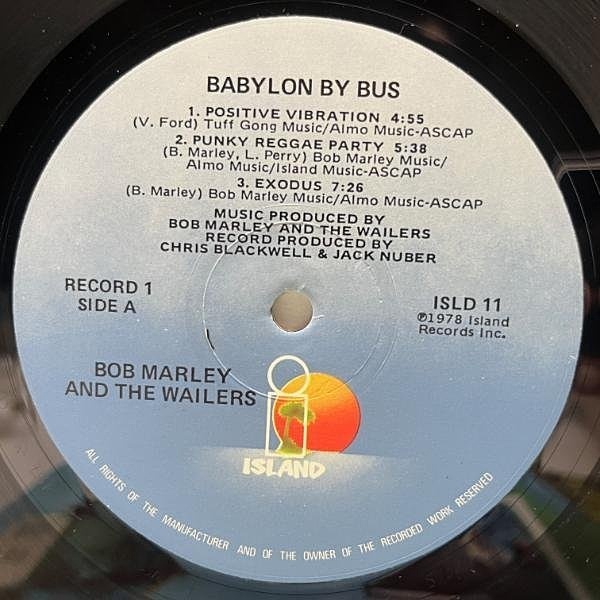 BABYLON BY BUS
1. POSITIVE VIBRATION 4:55
(V. Ford) Tuff Gong Music/Almo Music-ASCAP
2. PUNKY REGGAE PARTY 5:38
(B. Marley, L. Perry) Bob Marley Music/
Almo Music/Island Music-ASCAP
3. EXODUS 7:26
(B. Marley) Bob Marley Music/Almo Music-ASCAP
MUSIC PRODUCED BY
BOB MARLEY AND THE WAILERS
RECORD PRODUCED BY
CHRIS BLACKWELL & JACK NUBER
RECORD 1
SIDE A
ISLD 11
℗1978 Island
Records Inc.
BOB MARLEY
AND THE WAILERS
ISLAND
ALL RIGHTS OF THE MANUFACTURER AND OF THE OWNER OF THE RECORDED WORK RESERVED